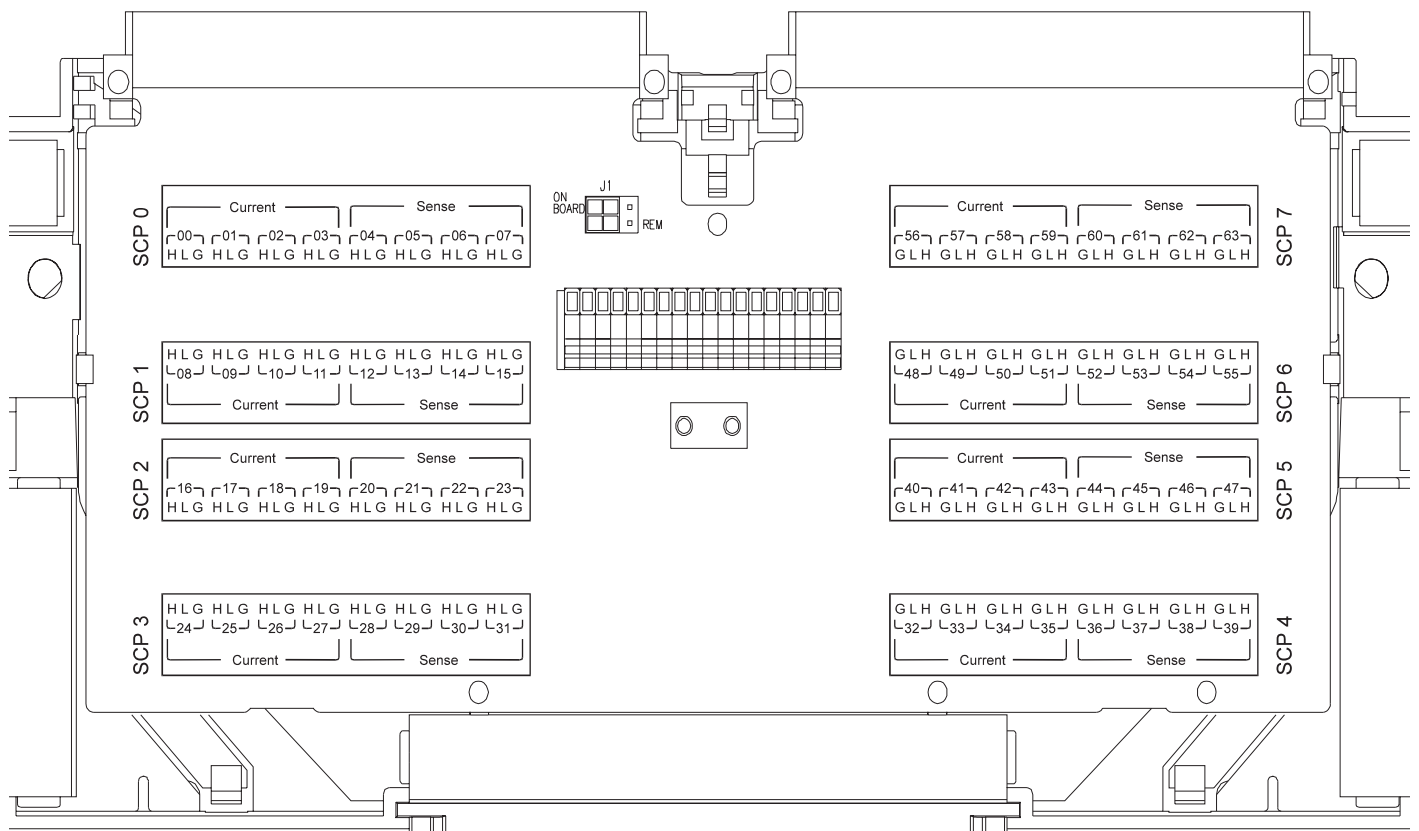 J1
ON
BOARD
REM
SCP 0
Current Sense
00 01 02 03 04 05 06 07
HLG HLG HLG HLG HLG HLG HLG HLG
SCP 7
Current Sense
56 57 58 59 60 61 62 63
GLH GLH GLH GLH GLH GLH GLH GLH
SCP 1
HLG HLG HLG HLG HLG HLG HLG HLG
08 09 10 11 12 13 14 15
Current Sense
SCP 6
GLH GLH GLH GLH GLH GLH GLH GLH
48 49 50 51 52 53 54 55
Current Sense
SCP 2
Current Sense
16 17 18 19 20 21 22 23
HLG HLG HLG HLG HLG HLG HLG HLG
SCP 5
Current Sense
40 41 42 43 44 45 46 47
GLH GLH GLH GLH GLH GLH GLH GLH
SCP 3
HLG HLG HLG HLG HLG HLG HLG HLG
24 25 26 27 28 29 30 31
Current Sense
SCP 4
GLH GLH GLH GLH GLH GLH GLH GLH
32 33 34 35 36 37 38 39
Current Sense